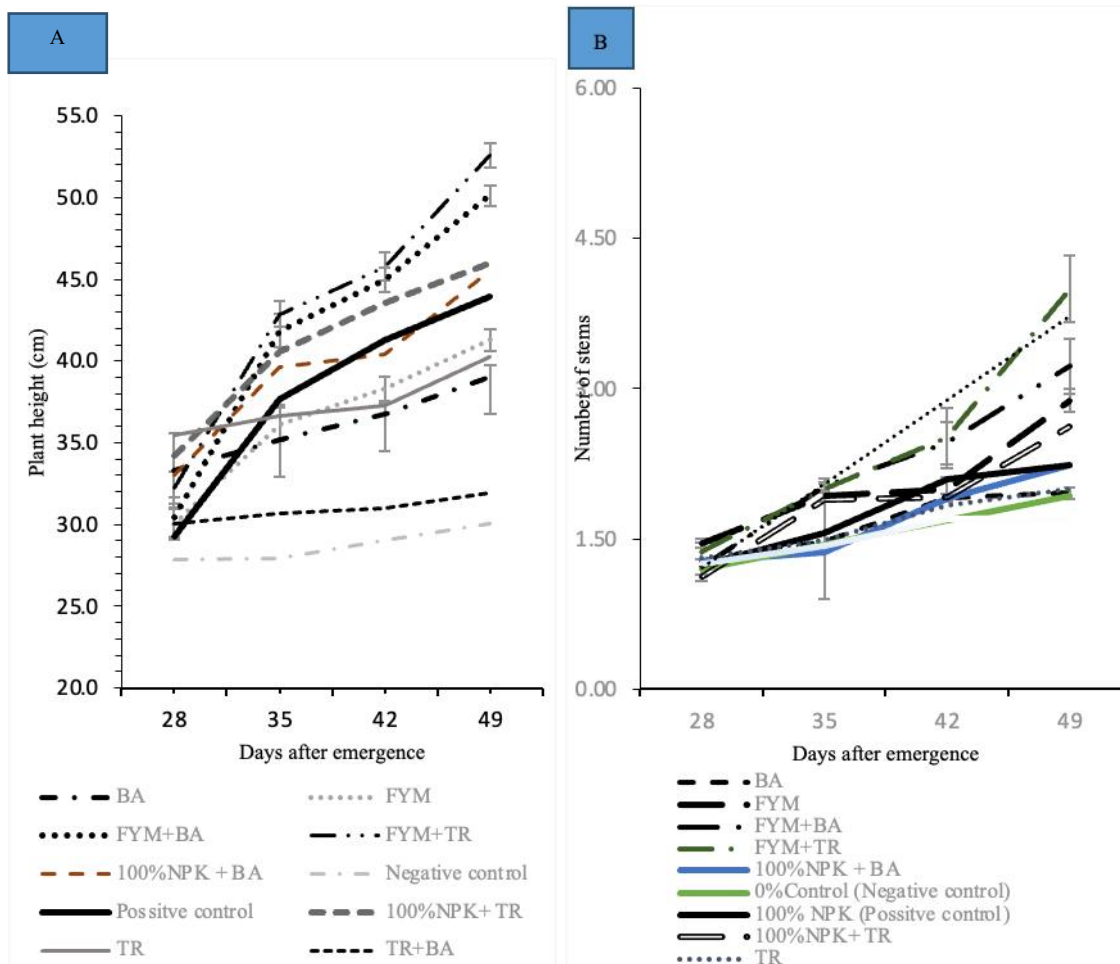 A
B
Plant height (cm)
55.0
50.0
45.0
40.0
35.0
30.0
25.0
20.0
28 35 42 49
Days after emergence
BA FYM
FYM+BA FYM+TR
100%NPK + BA Negative control
Possitve control 100%NPK+ TR
TR TR+BA
Number of stems
6.00
4.50
3.00
1.50
0.00
28 35 42 49
Days after emergence
BA
FYM
FYM+BA
FYM+TR
100%NPK + BA
0%Control (Negative control)
100% NPK (Possitve control)
100%NPK+TR
TR